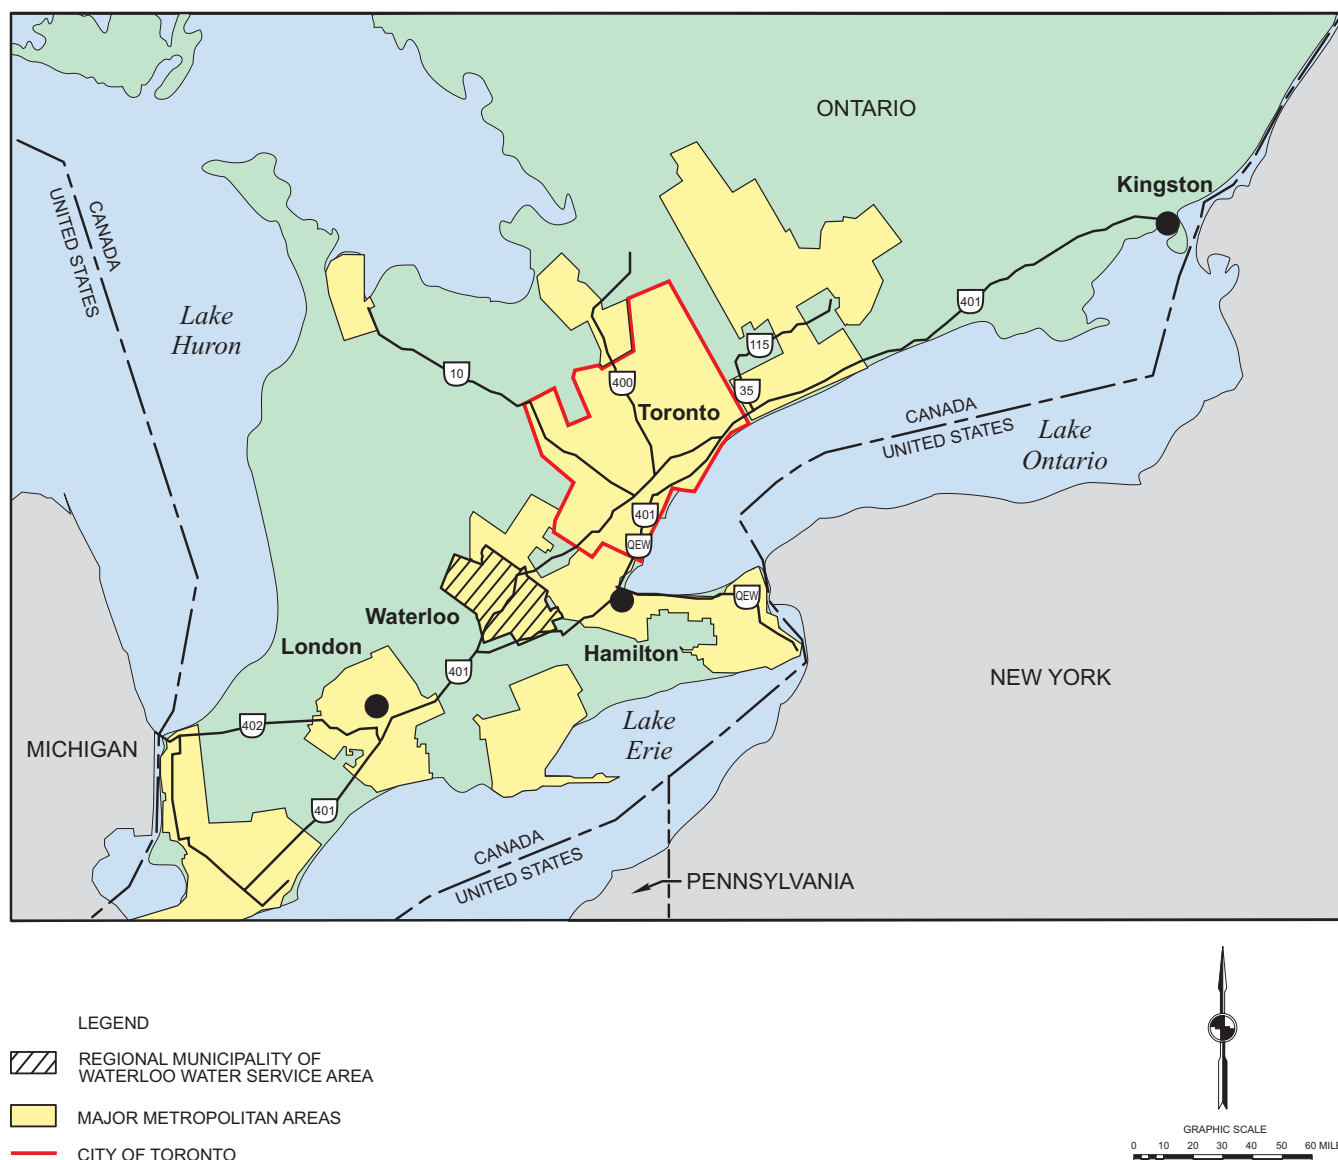 ONTARIO
Kingston
CANADA
UNITED STATES
Lake
Huron
401
115
10
400
35
Toronto
CANADA
UNITED STATES
Lake
Ontario
401
QEW
QEW
Waterloo
London
Hamilton
401
NEW YORK
402
Lake
Erie
MICHIGAN
401
CANADA
UNITED STATES
PENNSYLVANIA
LEGEND
REGIONAL MUNICIPALITY OF
WATERLOO WATER SERVICE AREA
MAJOR METROPOLITAN AREAS
CITY OF TORONTO
GRAPHIC SCALE
0 10 20 30 40 50 60 MILE